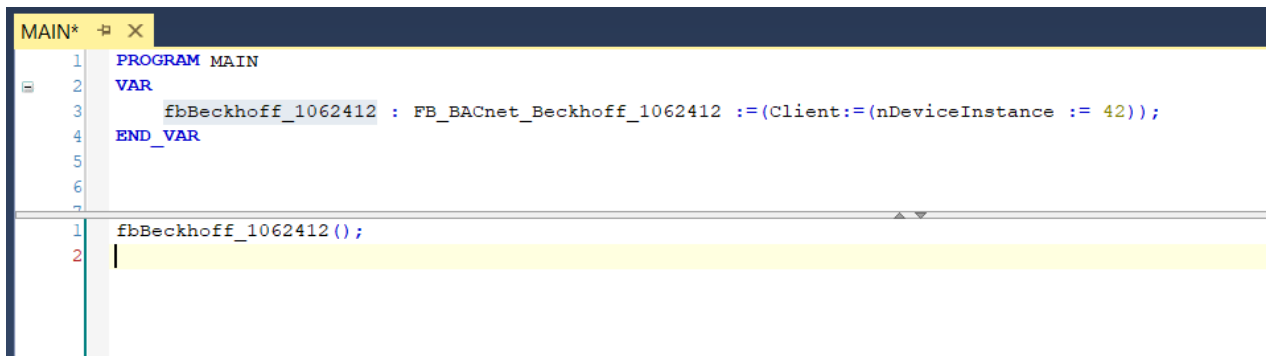 MAIN*
1 PROGRAM MAIN
2 VAR
3 fbBeckhoff_1062412 : FB_BACnet_Beckhoff_1062412 :=(Client:=(nDeviceInstance := 42));
4 END_VAR
5
6
7
1 fbBeckhoff_1062412();
2